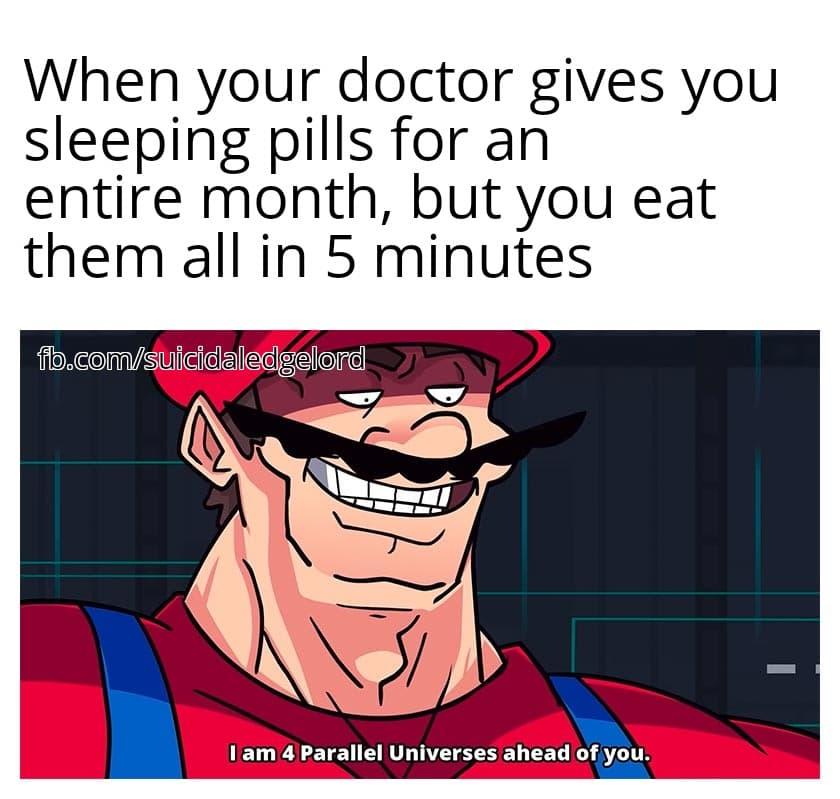 When your doctor gives you
sleeping pills for an
entire month, but you eat
them all in 5 minutes
fb.com/suicidaledgelord
I am 4 Parallel Universes ahead of you.